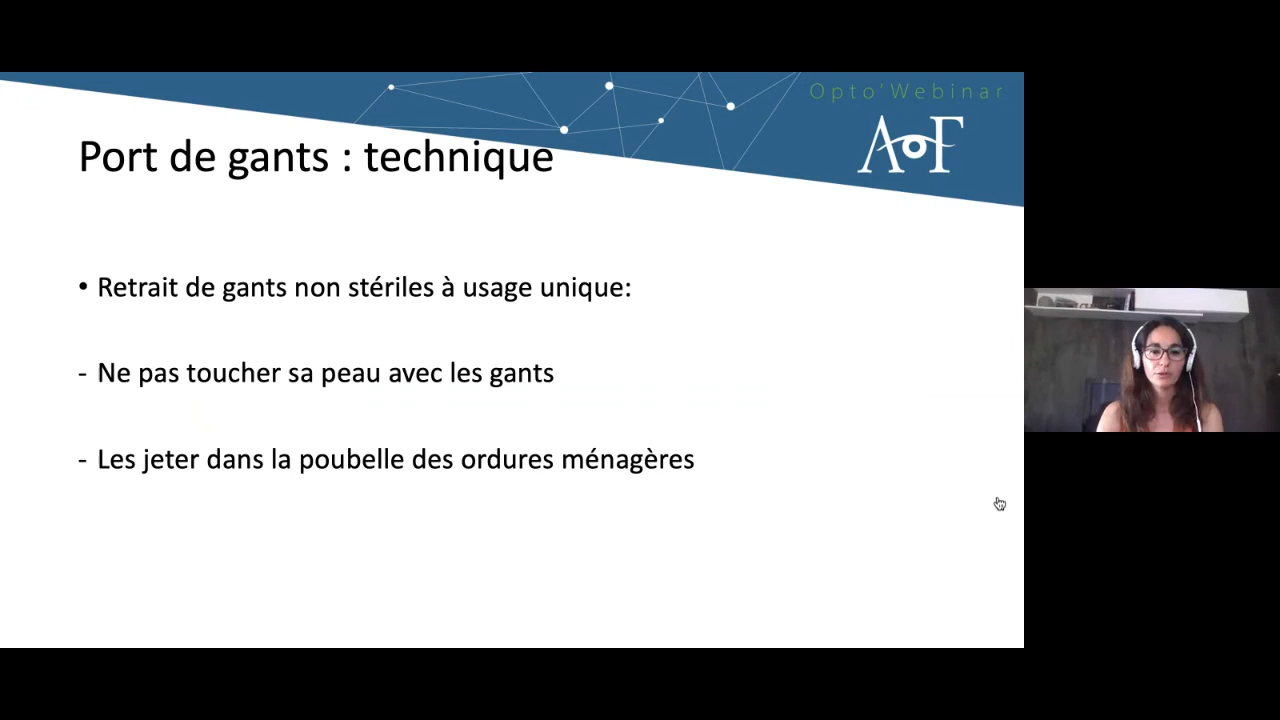 Opto'Webinar
AOF
Port de gants : technique
• Retrait de gants non stériles à usage unique:
- Ne pas toucher sa peau avec les gants
- Les jeter dans la poubelle des ordures ménagères